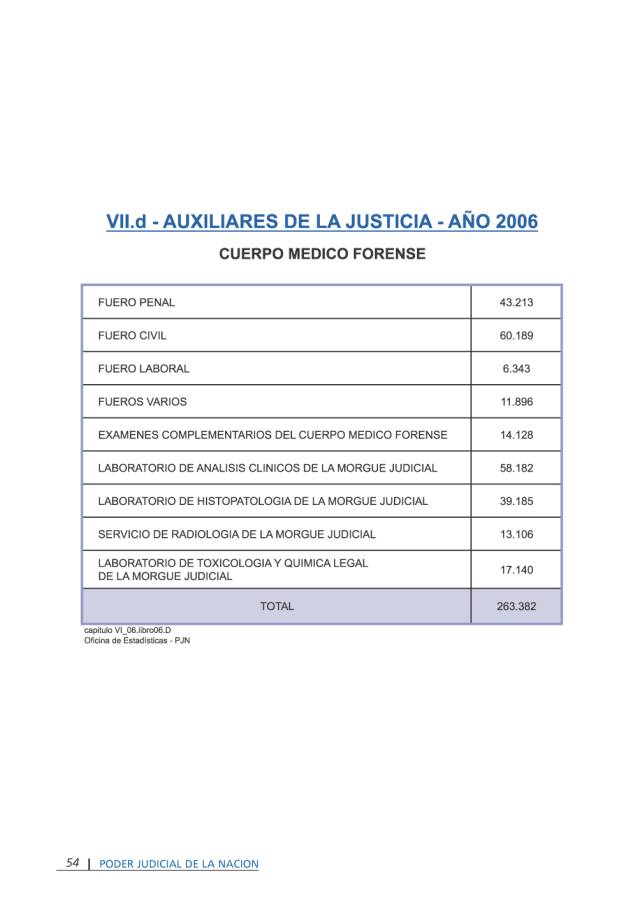 VII.d - AUXILIARES DE LA JUSTICIA - AÑO 2006
CUERPO MEDICO FORENSE
FUERO PENAL 43.213
FUERO CIVIL 60.189
FUERO LABORAL 6.343
FUEROS VARIOS 11.896
EXAMENES COMPLEMENTARIOS DEL CUERPO MEDICO FORENSE 14.128
LABORATORIO DE ANALISIS CLINICOS DE LA MORGUE JUDICIAL 58.182
LABORATORIO DE HISTOPATOLOGIA DE LA MORGUE JUDICIAL 39.185
SERVICIO DE RADIOLOGIA DE LA MORGUE JUDICIAL 13.106
LABORATORIO DE TOXICOLOGIA Y QUIMICA LEGAL
DE LA MORGUE JUDICIAL 17.140
TOTAL 263.382
capitulo VI_06.libro06.D
Oficina de Estadísticas - PJN
54 | PODER JUDICIAL DE LA NACION